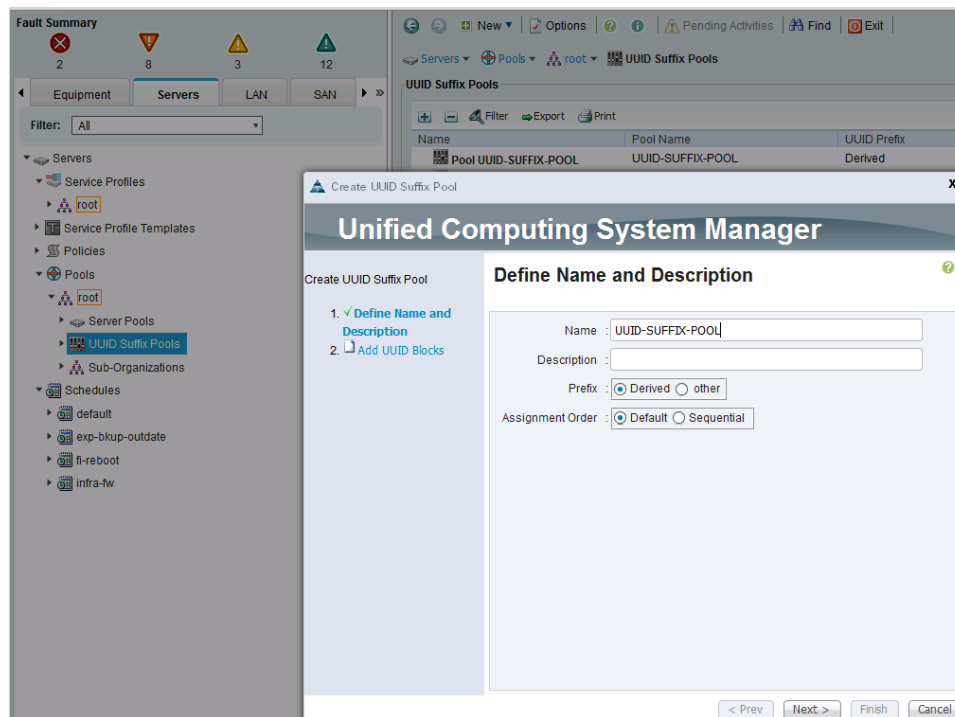 Fault Summary
2 8 3 12
Equipment Servers LAN SAN
Filter: All
Servers
Service Profiles
root
Service Profile Templates
Policies
Pools
root
Server Pools
UUID Suffix Pools
Sub-Organizations
Schedules
default
exp-bkup-outdate
fi-reboot
infra-fw
New Options Pending Activities Find Exit
Servers Pools root UUID Suffix Pools
UUID Suffix Pools
Filter Export Print
Name Pool Name UUID Prefix
Pool UUID-SUFFIX-POOL UUID-SUFFIX-POOL Derived
Create UUID Suffix Pool X
Unified Computing System Manager
Create UUID Suffix Pool
1. Define Name and
Description
2. Add UUID Blocks
Define Name and Description
Name : UUID-SUFFIX-POOL
Description :
Prefix : Derived other
Assignment Order : Default Sequential
< Prev Next > Finish Cancel